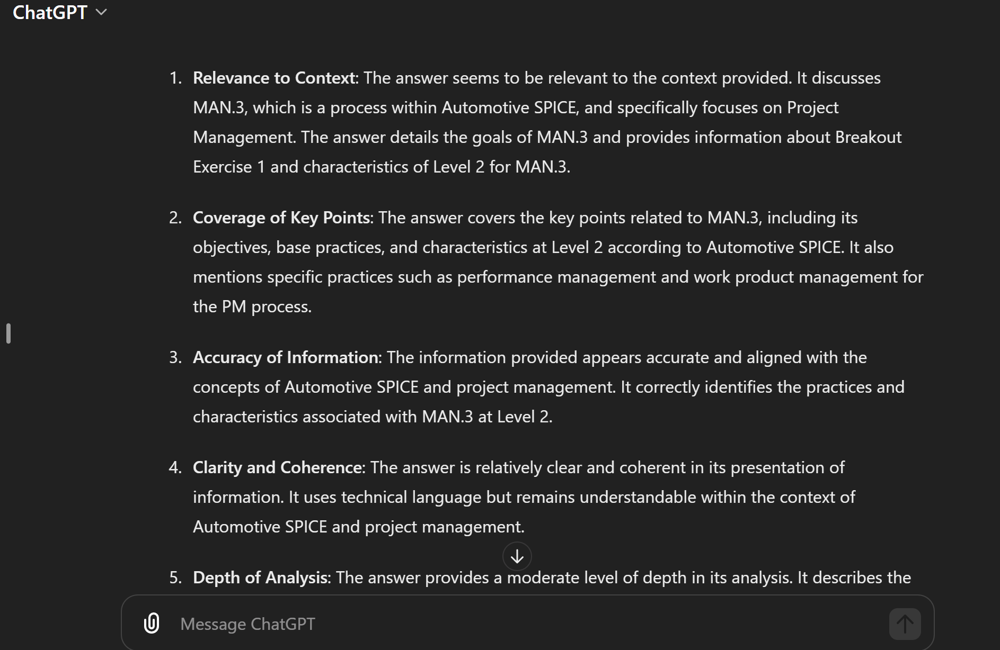 ChatGPT
1. Relevance to Context: The answer seems to be relevant to the context provided. It discusses
MAN.3, which is a process within Automotive SPICE, and specifically focuses on Project
Management. The answer details the goals of MAN.3 and provides information about Breakout
Exercise 1 and characteristics of Level 2 for MAN.3.
2. Coverage of Key Points: The answer covers the key points related to MAN.3, including its
objectives, base practices, and characteristics at Level 2 according to Automotive SPICE. It also
mentions specific practices such as performance management and work product management for
the PM process.
3. Accuracy of Information: The information provided appears accurate and aligned with the
concepts of Automotive SPICE and project management. It correctly identifies the practices and
characteristics associated with MAN.3 at Level 2.
4. Clarity and Coherence: The answer is relatively clear and coherent in its presentation of
information. It uses technical language but remains understandable within the context of
Automotive SPICE and project management.
5. Depth of Analysis: The answer provides a moderate level of depth in its analysis. It describes the
Message ChatGPT